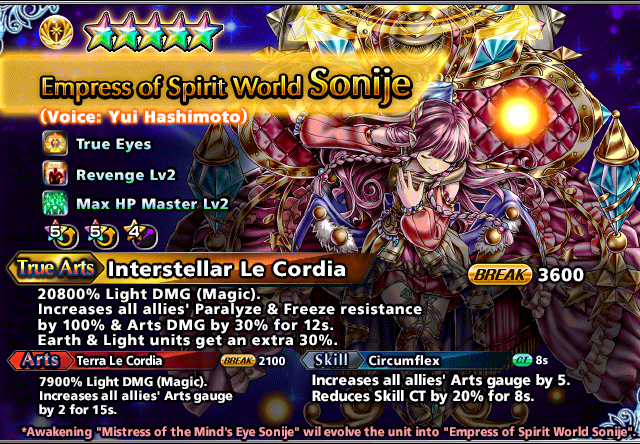 Empress of Spirit World Sonije
(Voice: Yui Hashimoto)
True Eyes
Revenge Lv2
Max HP Master Lv2
5 5 4
True Arts Interstellar Le Cordia BREAK 3600
20800% Light DMG (Magic).
Increases all allies' Paralyze & Freeze resistance
by 100% & Arts DMG by 30% for 12s.
Earth & Light units get an extra 30%.
Arts Terra Le Cordia BREAK 2100
7900% Light DMG (Magic).
Increases all allies' Arts gauge
by 2 for 15s.
Skill Circumflex CT 8s
Increases all allies' Arts gauge by 5.
Reduces Skill CT by 20% for 8s.
*Awakening "Mistress of the Mind's Eye Sonije" wil evolve the unit into "Empress of Spirit World Sonije".